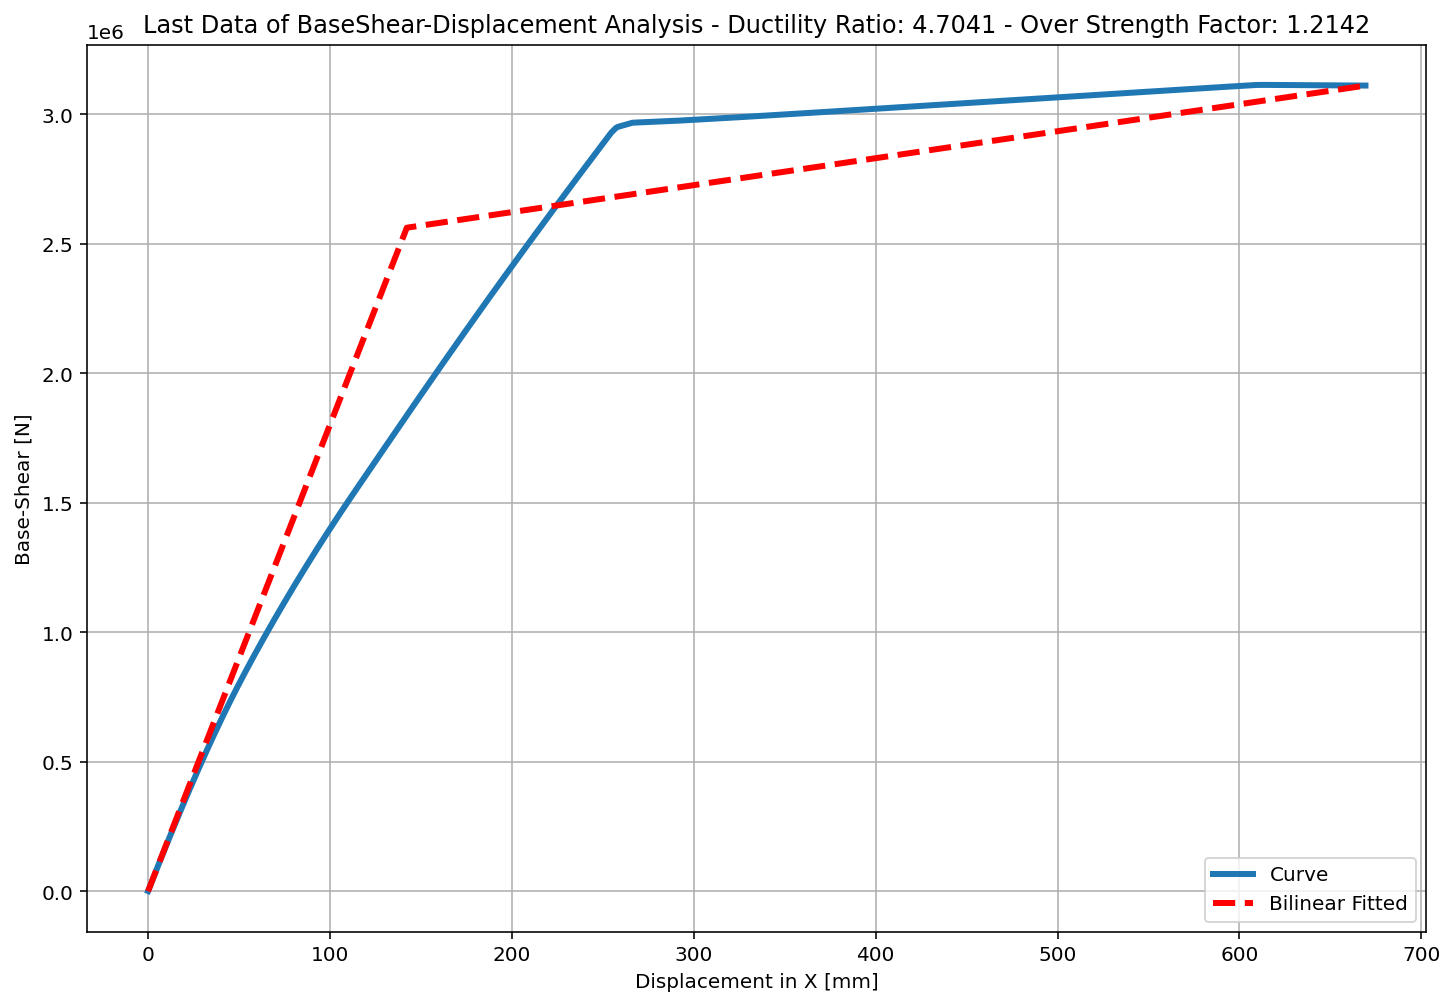 Last Data of BaseShear-Displacement Analysis - Ductility Ratio: 4.7041 - Over Strength Factor: 1.2142
1e6
3.0
2.5
2.0
1.5
1.0
0.5
0.0
Base-Shear [N]
0 100 200 300 400 500 600 700
Displacement in X [mm]
Curve
Bilinear Fitted